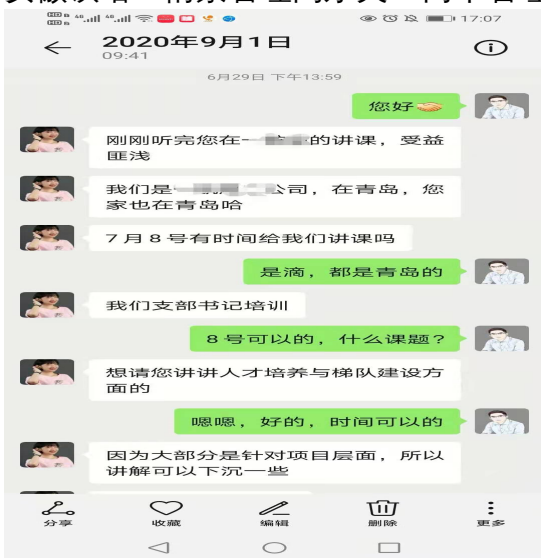 17:07
2020年9月1日
09:41
6月29日 下午13:59
您好
刚刚听完您在一 的讲课，受益
匪浅
我们是 公司，在青岛，您
家也在青岛哈
7月8号有时间给我们讲课吗
是滴，都是青岛的
我们支部书记培训
8号可以的，什么课题？
想请您讲讲人才培养与梯队建设方
面的
嗯嗯，好的，时间可以的
因为大部分是针对项目层面，所以
讲解可以下沉一些
分享 收藏 编辑 删除 更多